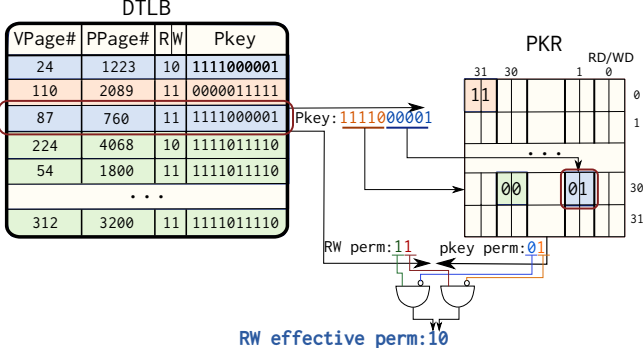 DTLB
VPage# PPage# RW Pkey
24 1223 10 1111000001
110 2089 11 0000011111
87 760 11 1111000001
224 4068 10 1111011110
54 1800 11 1111011110
...
312 3200 11 1111011110
Pkey:1111000001
PKR
RD/WD
31 30 1 0
11 0
1
...
00 01 30
31
RW perm:11 pkey perm:01
RW effective perm:10